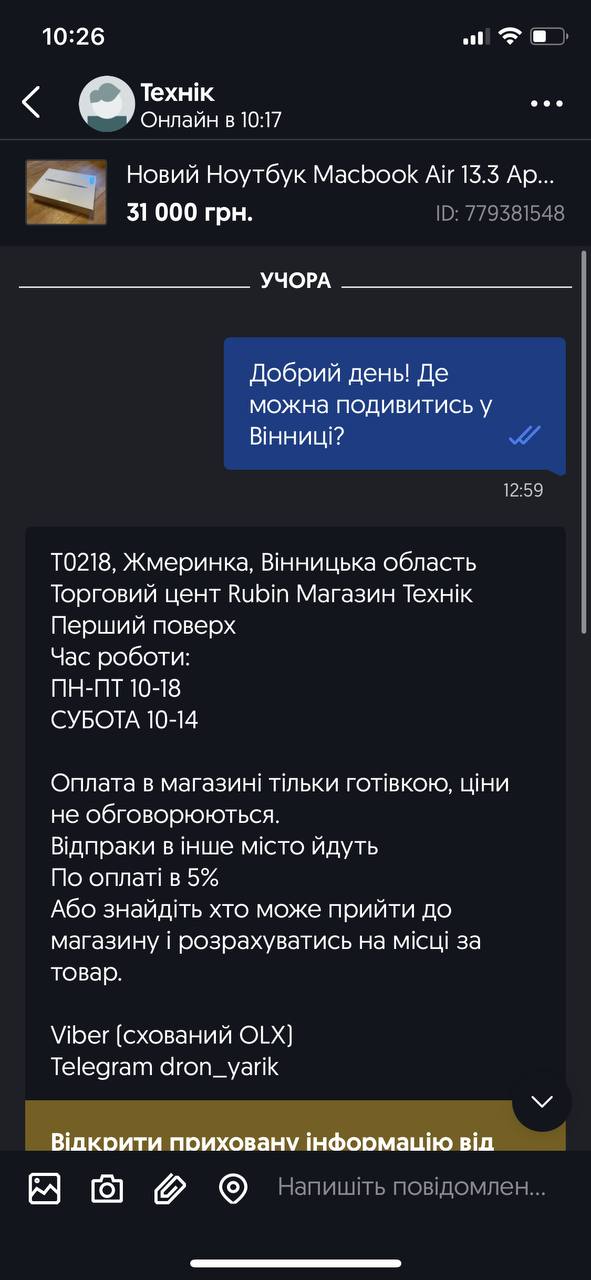 10:26
Технік
Онлайн в 10:17
Новий Ноутбук Macbook Air 13.3 Ap...
31 000 грн.
ID: 779381548
УЧОРА
Добрий день! Де
можна подивитись у
Вінниці?
12:59
Т0218, Жмеринка, Вінницька область
Торговий цент Rubin Магазин Технік
Перший поверх
Час роботи:
ПН-ПТ 10-18
СУБОТА 10-14
Оплата в магазині тільки готівкою, ціни
не обговорюються.
Відпраки в інше місто йдуть
По оплаті в 5%
Або знайдіть хто може прийти до
магазину і розрахуватись на місці за
товар.
Viber (схований OLX)
Telegram dron_yarik
Відкрити приховану інформацію від
Напишіть повідомлен...